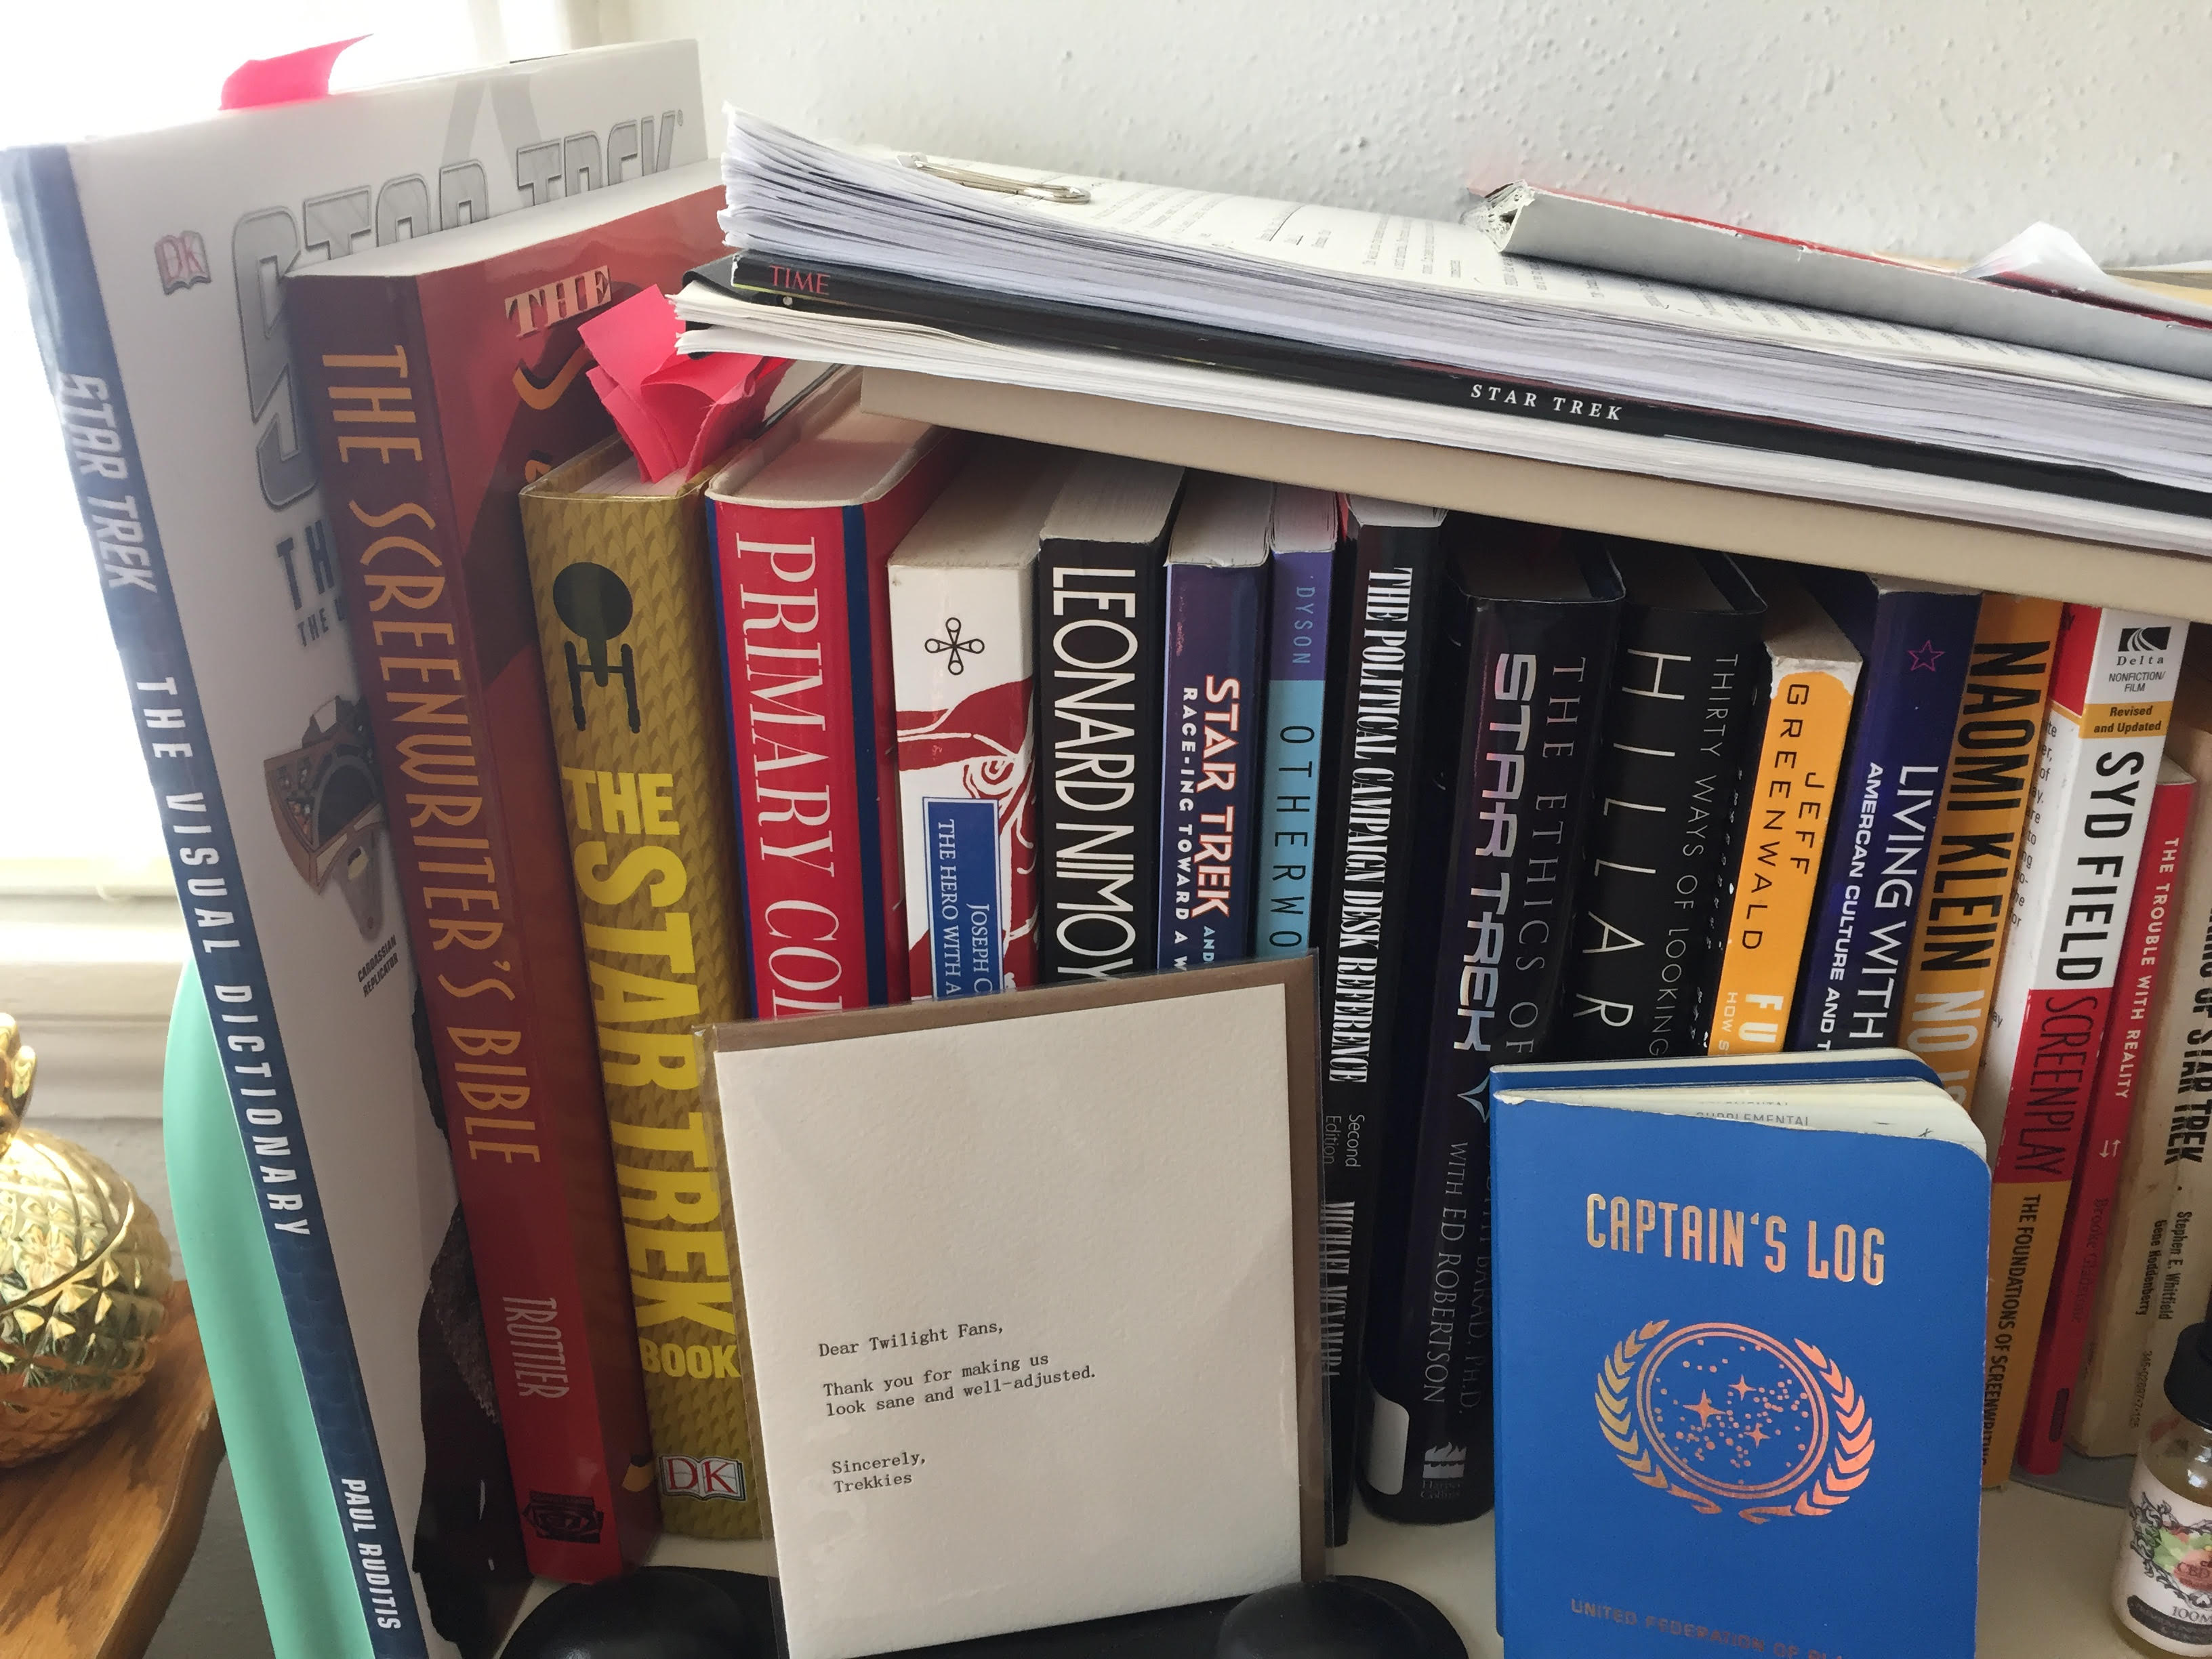 STAR TREK
THE VISUAL DICTIONARY
PAUL RUDITIS
DK
STAR TREK
CARDASSIAN
REPLICATOR
THE
THE SCREENWRITER'S BIBLE
TROTTIER
THE STAR TREK BOOK
DK
TIME
STAR TREK
PRIMARY
JOSEPH
THE HERO WITH A
LEONARD NIMOY
STAR TREK AND
RACE-ING TOWARD A
DYSON
THE POLITICAL CAMPAIGN DESK REFERENCE
Second
Edition
THE ETHICS OF
STAR TREK
WITH ED ROBERTSON
THIRTY WAYS OF LOOKING
JEFF
GREENWALD
LIVING WITH
AMERICAN CULTURE AND
NAOMI KLEIN NO
Delta
NONFICTION/
FILM
Revised
and Updated
SYD FIELD
SCREENPLAY
THE FOUNDATIONS OF
THE TROUBLE WITH REALITY
OF STAR TREK
Stephen E. Whitfield
Gene Roddenberry
Dear Twilight Fans,
Thank you for making us
look sane and well-adjusted.
Sincerely,
Trekkies
SUPPLEMENTAL
CAPTAIN'S LOG
UNITED FEDERATION OF